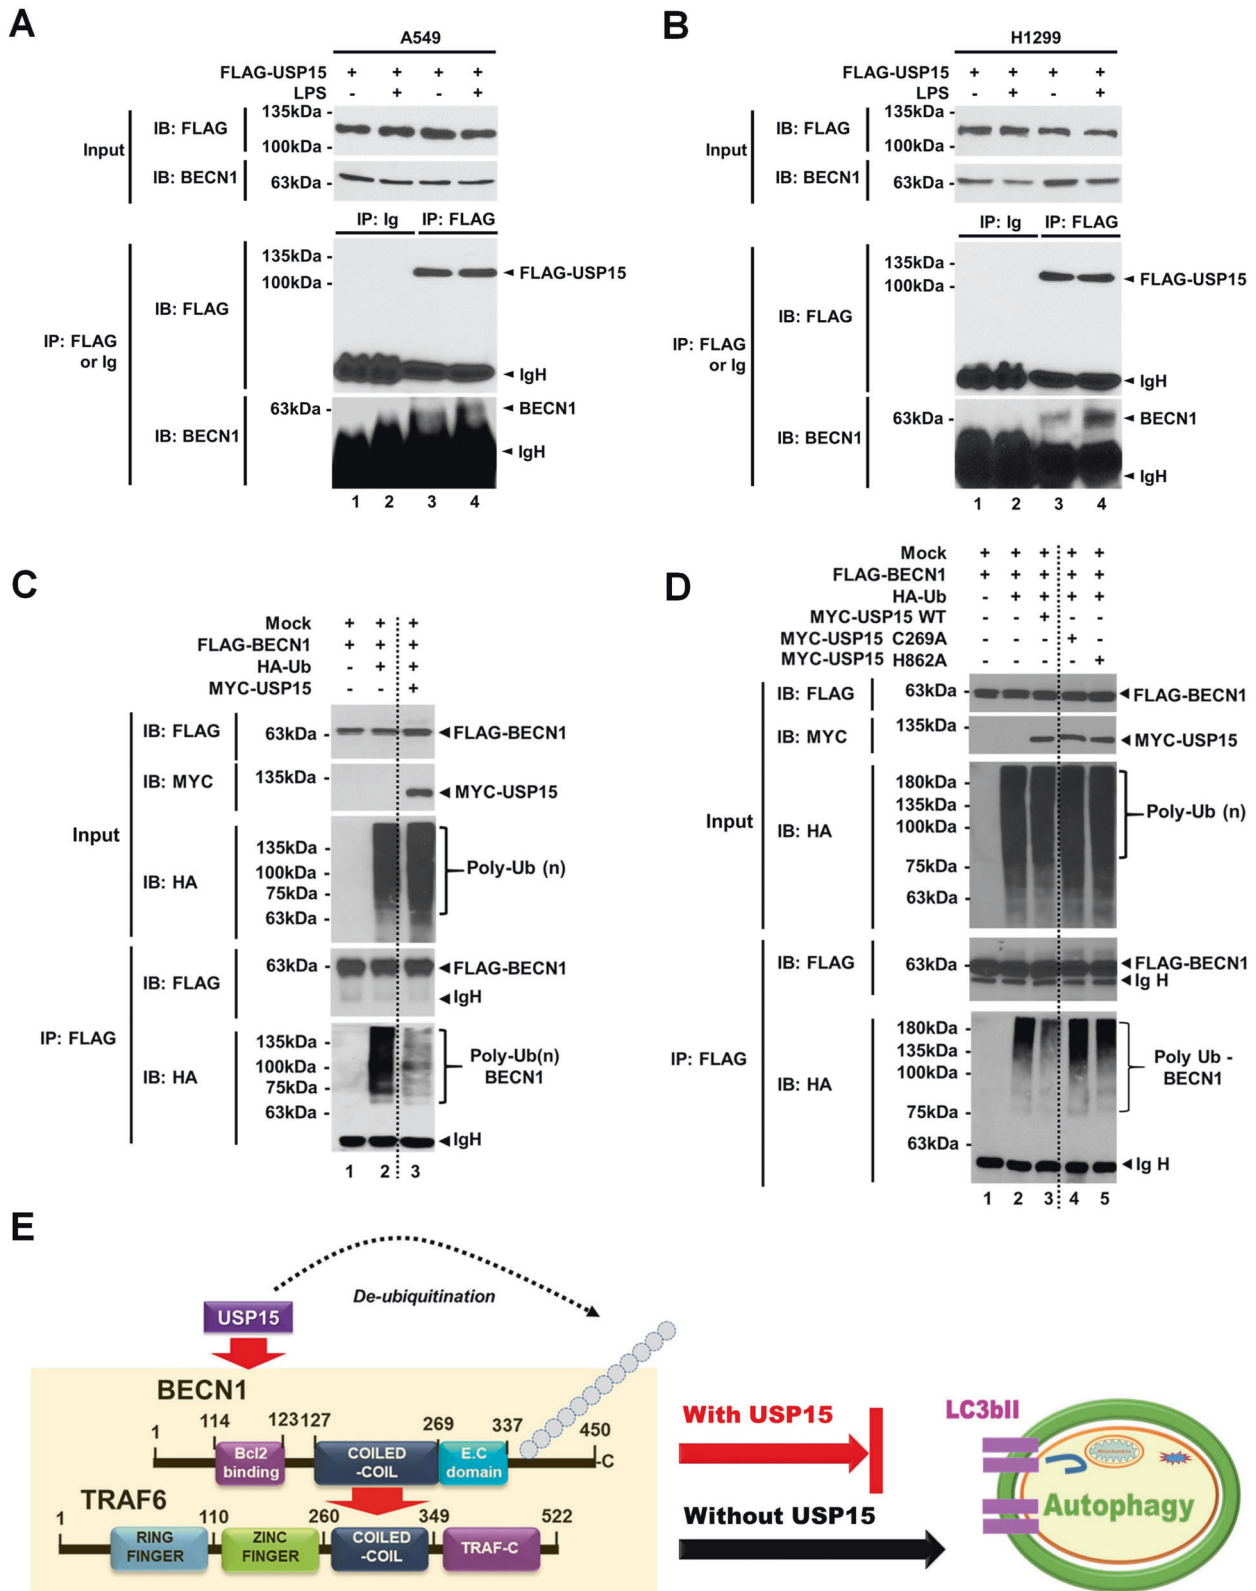 A
A549
FLAG-USP15 + + + +
LPS - + - +
Input
IB: FLAG
135kDa -
100kDa -
IB: BECN1
63kDa -
IP: Ig IP: FLAG
IP: FLAG
or Ig
IB: FLAG
135kDa -
100kDa -
FLAG-USP15
IgH
IB: BECN1
63kDa -
BECN1
IgH
1 2 3 4
B
H1299
FLAG-USP15 + + + +
LPS - + - +
Input
IB: FLAG
135kDa -
100kDa -
IB: BECN1
63kDa -
IP: Ig IP: FLAG
IP: FLAG
or Ig
IB: FLAG
135kDa -
100kDa -
FLAG-USP15
IgH
IB: BECN1
63kDa -
BECN1
IgH
1 2 3 4
C
Mock + + +
FLAG-BECN1 + + +
HA-Ub - + +
MYC-USP15 - - +
Input
IB: FLAG
63kDa -
FLAG-BECN1
IB: MYC
135kDa -
MYC-USP15
IB: HA
135kDa -
100kDa -
75kDa -
63kDa -
Poly-Ub (n)
IP: FLAG
IB: FLAG
63kDa -
FLAG-BECN1
IgH
IB: HA
135kDa -
100kDa -
75kDa -
63kDa -
Poly-Ub(n)
BECN1
IgH
1 2 3
D
Mock + + + + +
FLAG-BECN1 + + + + +
HA-Ub - + + + +
MYC-USP15 WT - - + - -
MYC-USP15 C269A - - - + -
MYC-USP15 H862A - - - - +
Input
IB: FLAG
63kDa -
FLAG-BECN1
IB: MYC
135kDa -
MYC-USP15
IB: HA
180kDa -
135kDa -
100kDa -
75kDa -
63kDa -
Poly-Ub (n)
IP: FLAG
IB: FLAG
63kDa -
FLAG-BECN1
Ig H
IB: HA
180kDa -
135kDa -
100kDa -
75kDa -
63kDa -
Poly Ub -
BECN1
Ig H
1 2 3 4 5
E
De-ubiquitination
USP15
BECN1
1 114 123 127 269 337 450
Bcl2
binding
COILED
-COIL
E.C
domain
-C
TRAF6
1 110 260 349 522
RING
FINGER
ZINC
FINGER
COILED
-COIL
TRAF-C
With USP15
Without USP15
LC3bII
Mitochondria
Autophagy